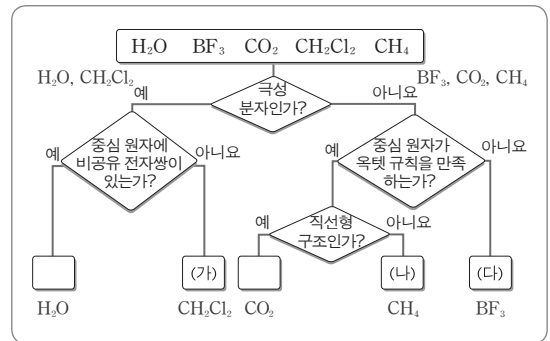 H₂O BF₃ CO₂ CH₂Cl₂ CH₄
H₂O, CH₂Cl₂
BF₃, CO₂, CH₄
예
극성
분자인가?
아니요
예
중심 원자에
비공유 전자쌍이
있는가?
아니요
예
중심 원자가
옥텟 규칙을 만족
하는가?
아니요
예
직선형
구조인가?
아니요
(가)
(나)
(다)
H₂O
CH₂Cl₂
CO₂
CH₄
BF₃